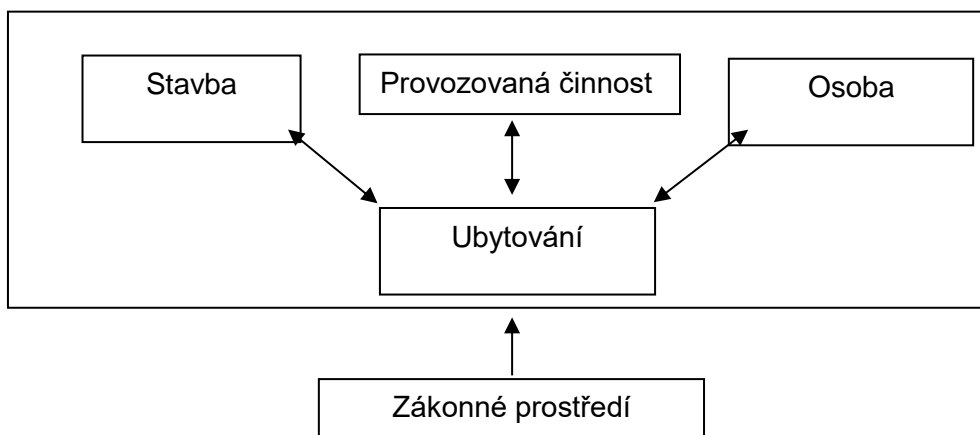 Stavba
Provozovaná činnost
Osoba
Ubytování
Zákonné prostředí